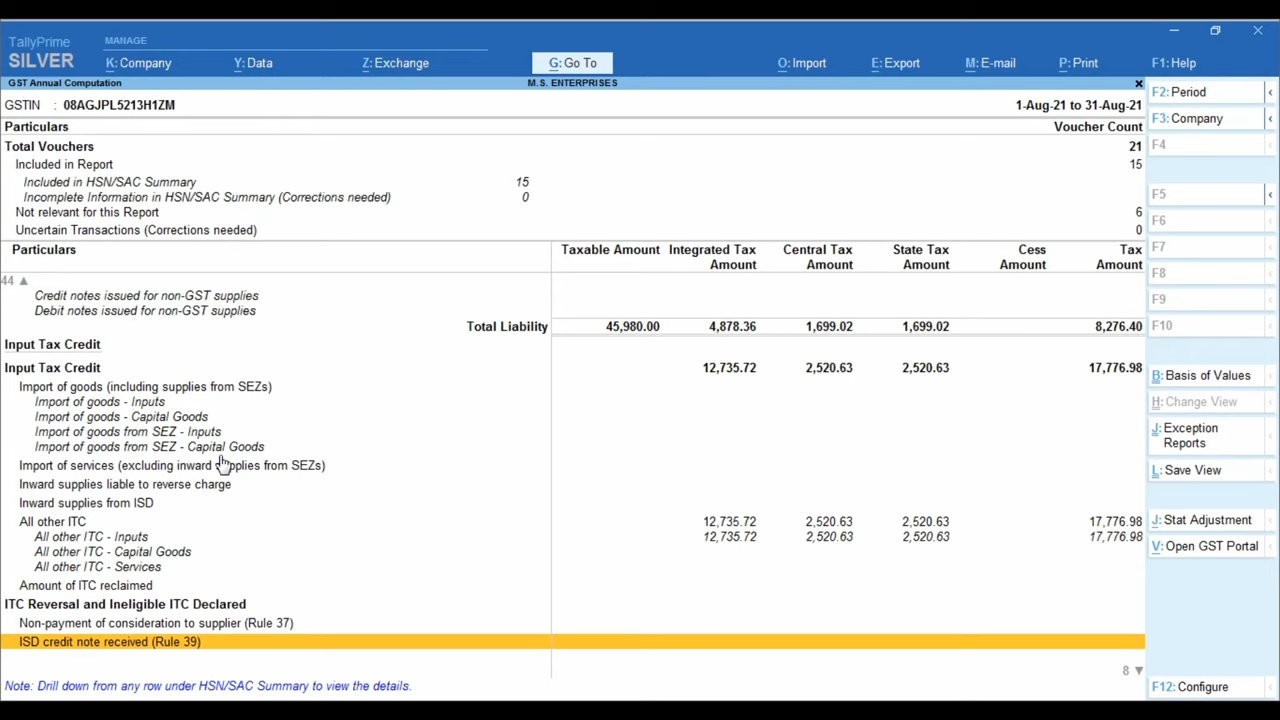 TallyPrime
SILVER
MANAGE
K: Company Y: Data Z: Exchange G: Go To O: Import E: Export M: E-mail P: Print F1: Help
GST Annual Computation M.S. ENTERPRISES ×
GSTIN : 08AGJPL5213H1ZM 1-Aug-21 to 31-Aug-21
Particulars Voucher Count
Total Vouchers 21
Included in Report 15
Included in HSN/SAC Summary 15
Incomplete Information in HSN/SAC Summary (Corrections needed) 0
Not relevant for this Report 6
Uncertain Transactions (Corrections needed) 0
Particulars Taxable Amount Integrated Tax Amount Central Tax Amount State Tax Amount Cess Amount Tax Amount
44 ▲
Credit notes issued for non-GST supplies
Debit notes issued for non-GST supplies
Total Liability 45,980.00 4,878.36 1,699.02 1,699.02 8,276.40
Input Tax Credit
Input Tax Credit 12,735.72 2,520.63 2,520.63 17,776.98
Import of goods (including supplies from SEZs)
Import of goods - Inputs
Import of goods - Capital Goods
Import of goods from SEZ - Inputs
Import of goods from SEZ - Capital Goods
Import of services (excluding inward supplies from SEZs)
Inward supplies liable to reverse charge
Inward supplies from ISD
All other ITC 12,735.72 2,520.63 2,520.63 17,776.98
All other ITC - Inputs 12,735.72 2,520.63 2,520.63 17,776.98
All other ITC - Capital Goods
All other ITC - Services
Amount of ITC reclaimed
ITC Reversal and Ineligible ITC Declared
Non-payment of consideration to supplier (Rule 37)
ISD credit note received (Rule 39)
8 ▼
Note: Drill down from any row under HSN/SAC Summary to view the details.
F2: Period
F3: Company
F4
F5
F6
F7
F8
F9
F10
B: Basis of Values
H: Change View
J: Exception
Reports
L: Save View
J: Stat Adjustment
V: Open GST Portal
F12: Configure